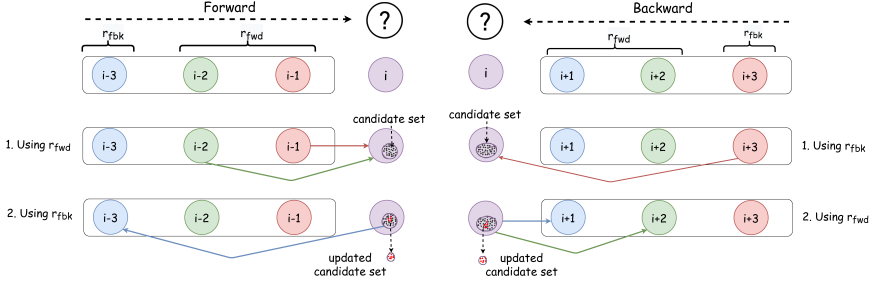 Forward
?
?
Backward
r_fbk
r_fwd
r_fwd
r_fbk
i-3
i-2
i-1
i
i
i+1
i+2
i+3
candidate set
candidate set
1. Using r_fwd
i-3
i-2
i-1
i+1
i+2
i+3
1. Using r_fbk
2. Using r_fbk
i-3
i-2
i-1
i+1
i+2
i+3
2. Using r_fwd
updated
candidate set
updated
candidate set